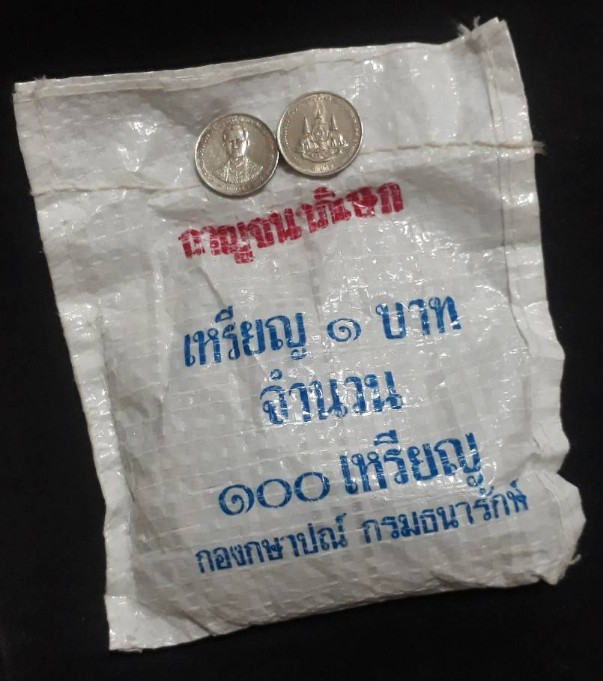 กาญจนาภิเษก
เหรียญ ๑ บาท
จำนวน
๑๐๐ เหรียญ
กองกษาปณ์ กรมธนารักษ์